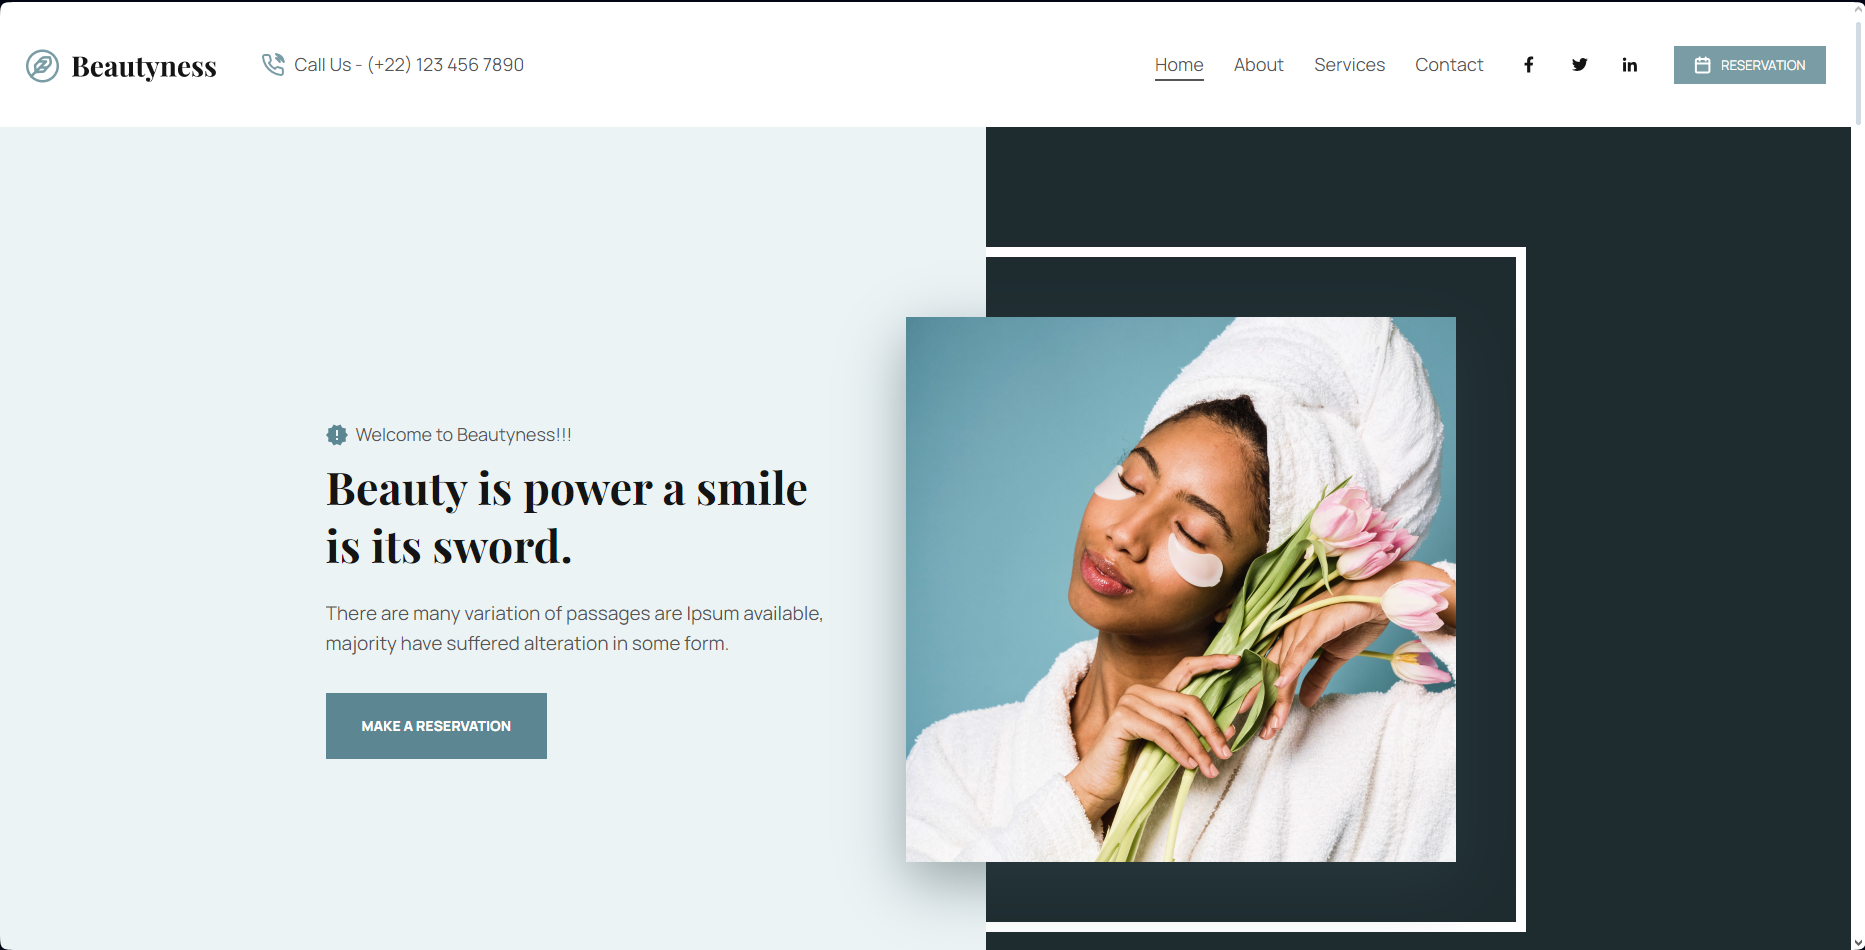 Beautyness
Call Us - (+22) 123 456 7890
Home About Services Contact
RESERVATION
Welcome to Beautyness!!!
Beauty is power a smile
is its sword.
There are many variation of passages are Ipsum available,
majority have suffered alteration in some form.
MAKE A RESERVATION